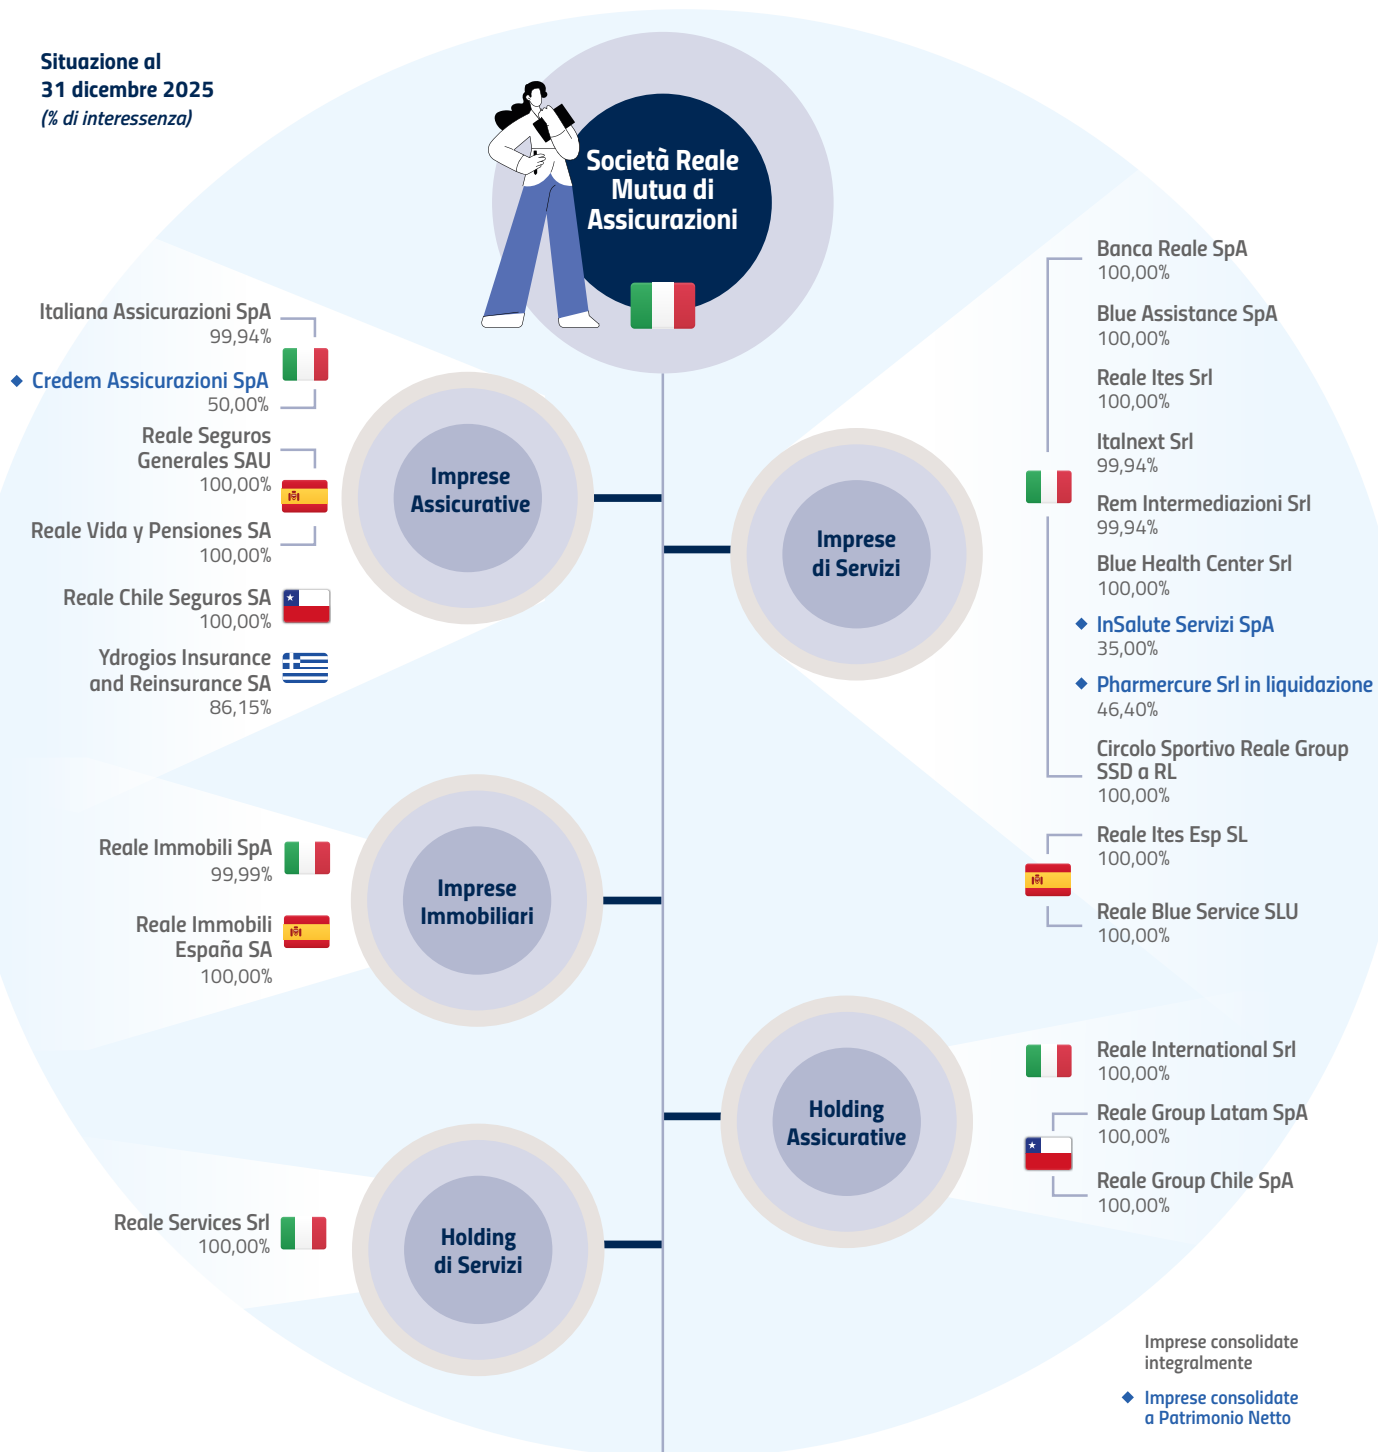 Situazione al
31 dicembre 2025
(% di interessenza)
Società Reale
Mutua di
Assicurazioni
Italiana Assicurazioni SpA
99,94%
◆ Credem Assicurazioni SpA
50,00%
Reale Seguros
Generales SAU
100,00%
Reale Vida y Pensiones SA
100,00%
Reale Chile Seguros SA
100,00%
Ydrogios Insurance
and Reinsurance SA
86,15%
Imprese
Assicurative
Imprese
di Servizi
Banca Reale SpA
100,00%
Blue Assistance SpA
100,00%
Reale Ites Srl
100,00%
Italnext Srl
99,94%
Rem Intermediazioni Srl
99,94%
Blue Health Center Srl
100,00%
◆ InSalute Servizi SpA
35,00%
◆ Pharmercure Srl in liquidazione
46,40%
Circolo Sportivo Reale Group
SSD a RL
100,00%
Reale Ites Esp SL
100,00%
Reale Blue Service SLU
100,00%
Reale Immobili SpA
99,99%
Reale Immobili
España SA
100,00%
Imprese
Immobiliari
Holding
Assicurative
Reale International Srl
100,00%
Reale Group Latam SpA
100,00%
Reale Group Chile SpA
100,00%
Reale Services Srl
100,00%
Holding
di Servizi
Imprese consolidate
integralmente
◆ Imprese consolidate
a Patrimonio Netto